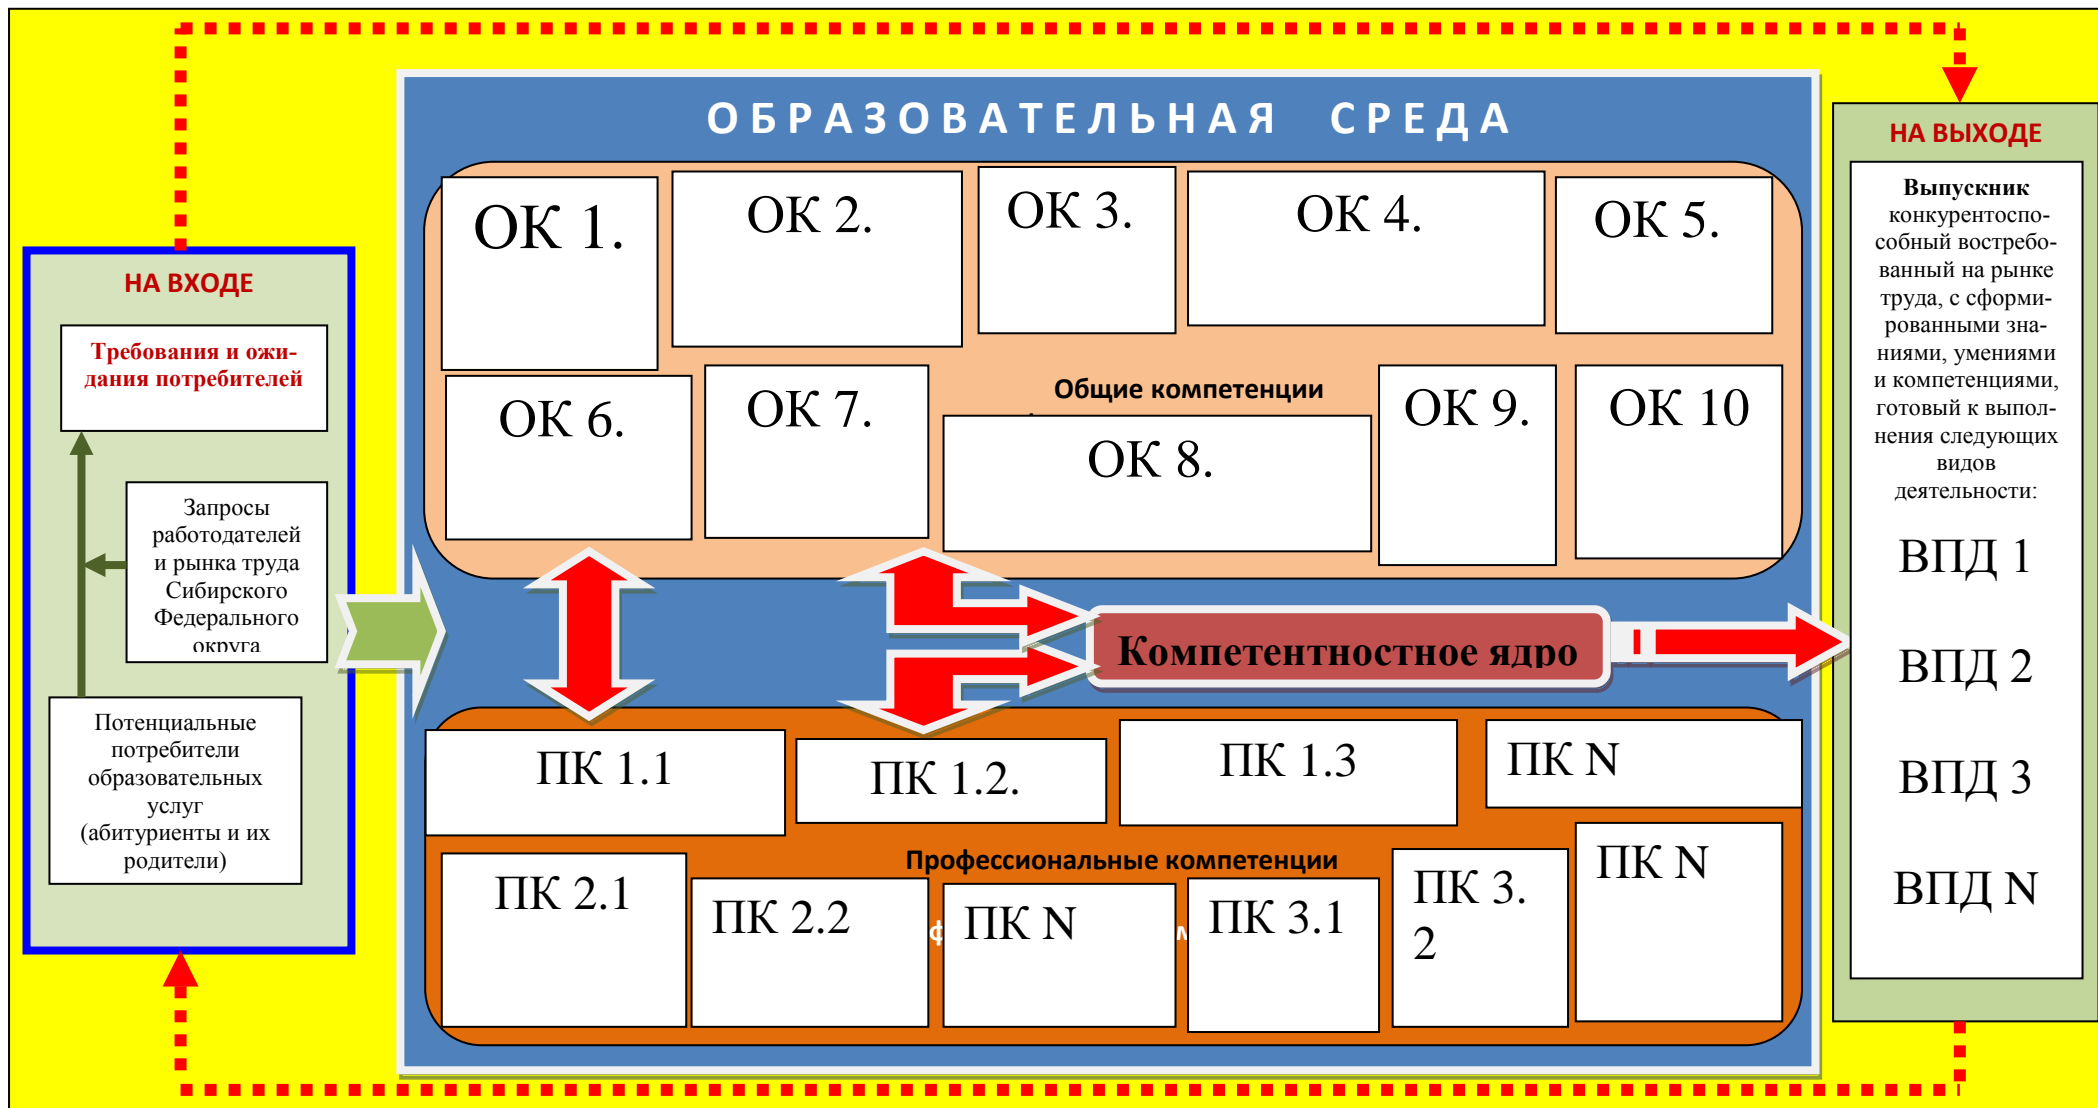 ОБРАЗОВАТЕЛЬНАЯ СРЕДА
НА ВХОДЕ
Требования и ожи-
дания потребителей
Запросы
работодателей
и рынка труда
Сибирского
Федерального
округа
Потенциальные
потребители
образовательных
услуг
(абитуриенты и их
родители)
ОК 1.
ОК 2.
ОК 3.
ОК 4.
ОК 5.
Общие компетенции
ОК 6.
ОК 7.
ОК 8.
ОК 9.
ОК 10
Компетентностное ядро
ПК 1.1
ПК 1.2.
ПК 1.3
ПК N
Профессиональные компетенции
ПК 2.1
ПК 2.2
ПК N
ПК 3.1
ПК 3.
2
ПК N
НА ВЫХОДЕ
Выпускник
конкурентоспо-
собный востребо-
ванный на рынке
труда, с сформи-
рованными зна-
ниями, умениями
и компетенциями,
готовый к выпол-
нения следующих
видов
деятельности:
ВПД 1
ВПД 2
ВПД 3
ВПД N